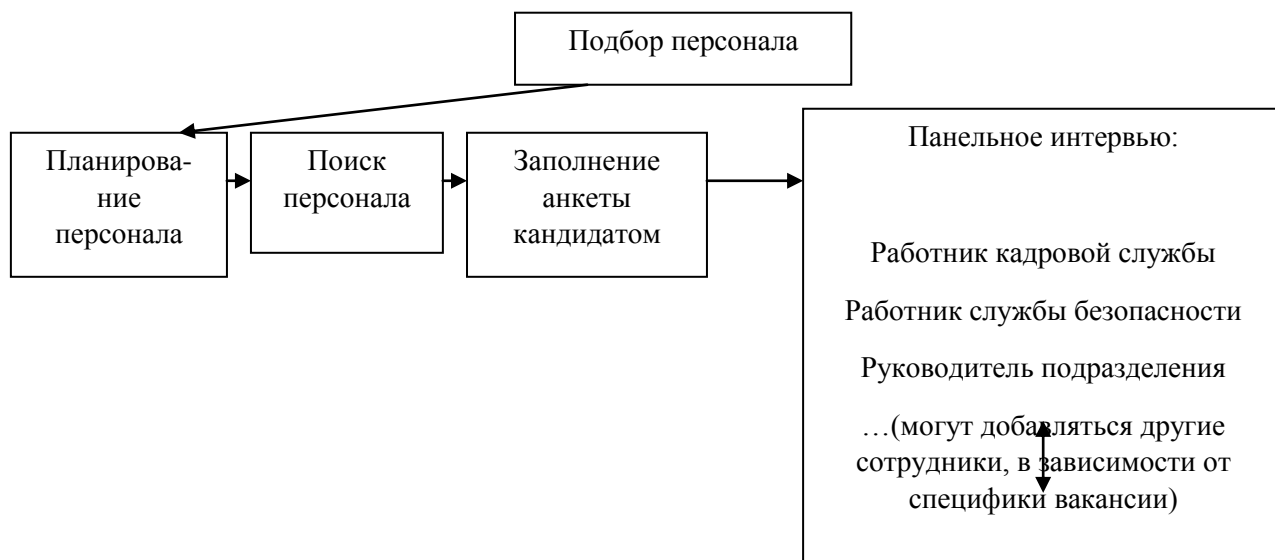 Подбор персонала
Планирова-
ние
персонала
Поиск
персонала
Заполнение
анкеты
кандидатом
Панельное интервью:
Работник кадровой службы
Работник службы безопасности
Руководитель подразделения
…(могут добавляться другие
сотрудники, в зависимости от
специфики вакансии)